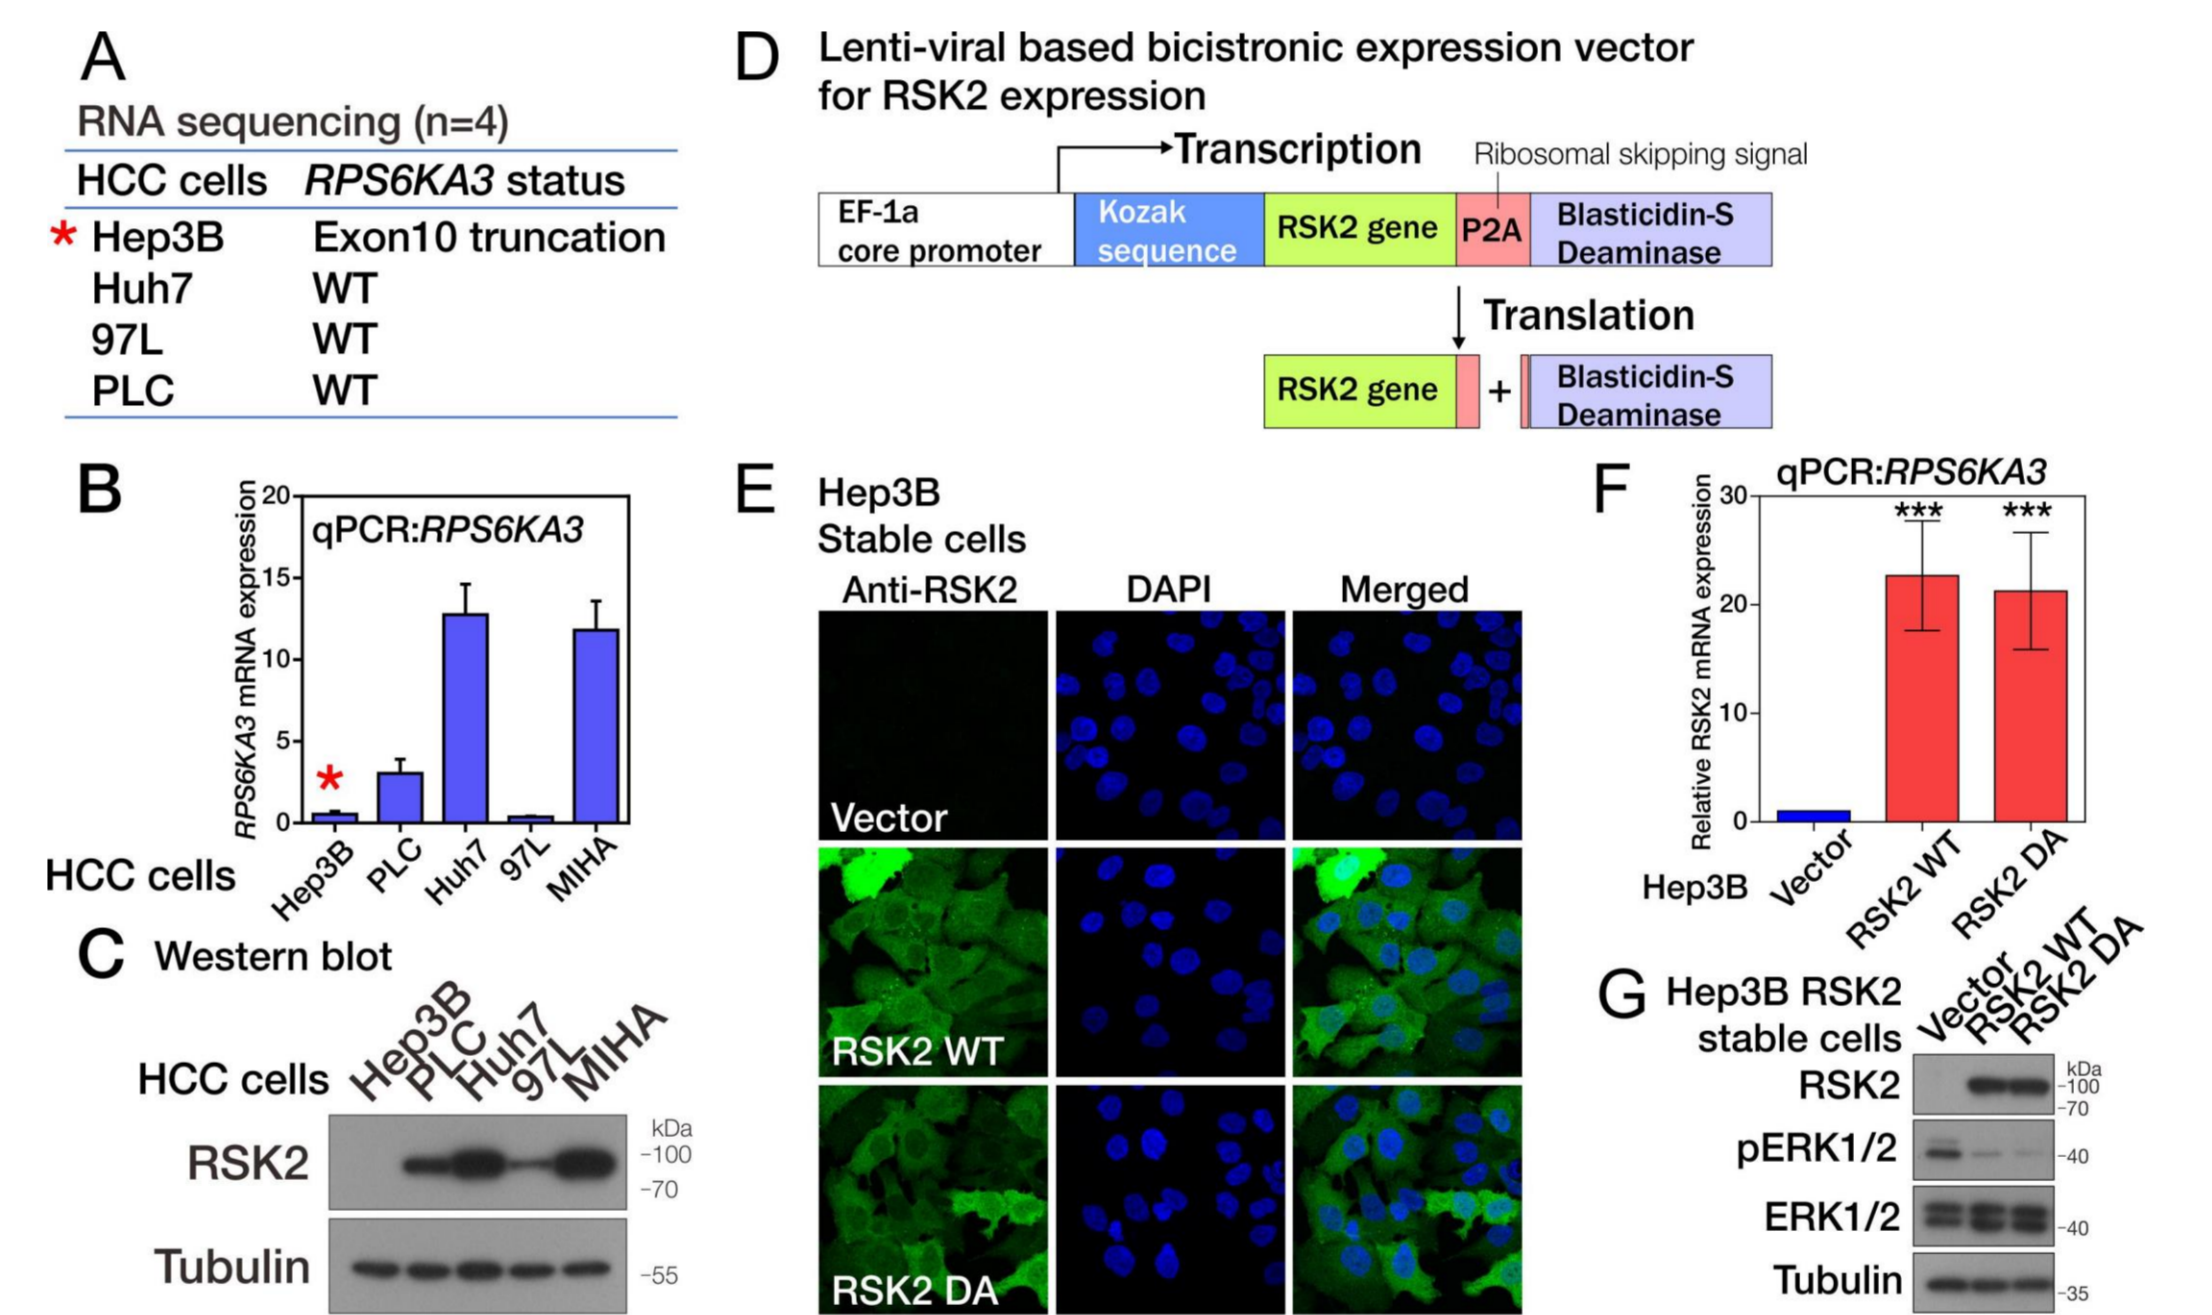 A
RNA sequencing (n=4)
HCC cells RPS6KA3 status
* Hep3B Exon10 truncation
Huh7 WT
97L WT
PLC WT
B
qPCR:RPS6KA3
RPS6KA3 mRNA expression
20
15
10
5
0
*
HCC cells
Hep3B
PLC
Huh7
97L
MIHA
C Western blot
HCC cells
Hep3B
PLC
Huh7
97L
MIHA
RSK2
kDa
-100
-70
Tubulin
-55
D Lenti-viral based bicistronic expression vector
for RSK2 expression
Transcription
Ribosomal skipping signal
EF-1a
core promoter
Kozak
sequence
RSK2 gene
P2A
Blasticidin-S
Deaminase
Translation
RSK2 gene
+
Blasticidin-S
Deaminase
E Hep3B
Stable cells
Anti-RSK2 DAPI Merged
Vector
RSK2 WT
RSK2 DA
F
qPCR:RPS6KA3
Relative RSK2 mRNA expression
30
20
10
0
*** ***
Hep3B
Vector
RSK2 WT
RSK2 DA
G Hep3B RSK2
stable cells
Vector
RSK2 WT
RSK2 DA
RSK2
kDa
-100
-70
pERK1/2
-40
ERK1/2
-40
Tubulin
-35